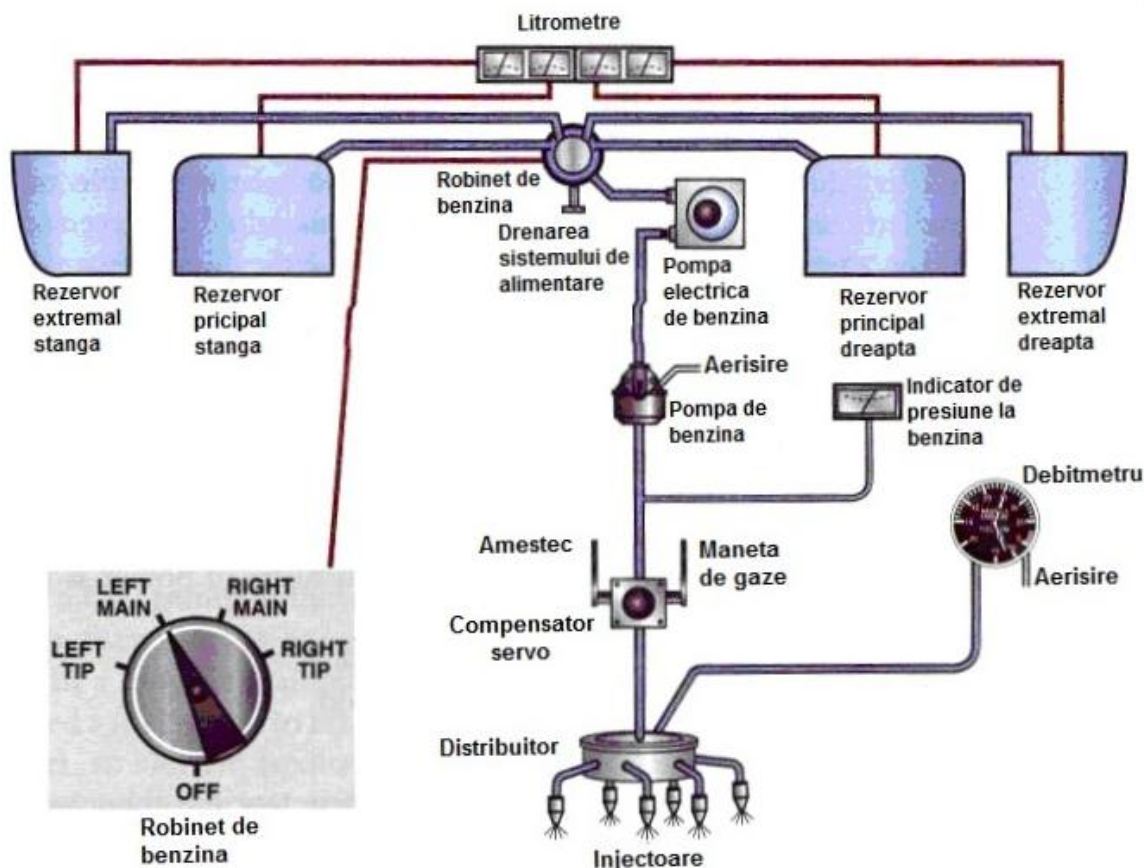 Litrometre
Robinet de
benzina
Drenarea
sistemului de
alimentare
Pompa
electrica
de benzina
Rezervor
extremal
stanga
Rezervor
pricipal
stanga
Rezervor
principal
dreapta
Rezervor
extremal
dreapta
Aerisire
Pompa de
benzina
Indicator de
presiune la
benzina
Debitmetru
Aerisire
Amestec
Maneta
de gaze
Compensator
servo
LEFT
MAIN
RIGHT
MAIN
LEFT
TIP
RIGHT
TIP
OFF
Robinet de
benzina
Distribuitor
Injectoare